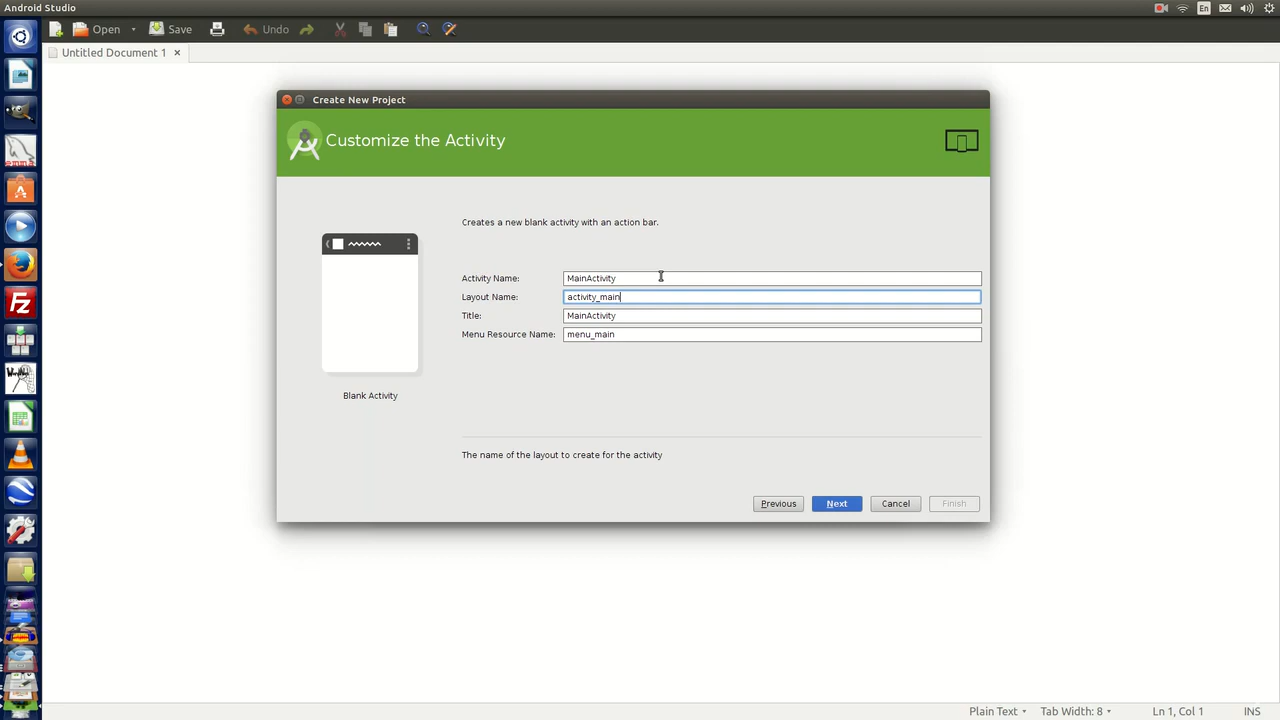 Android Studio
En
Open
Save
Undo
Untitled Document 1
Create New Project
Customize the Activity
Creates a new blank activity with an action bar.
Activity Name: MainActivity
Layout Name: activity_main
Title: MainActivity
Menu Resource Name: menu_main
Blank Activity
The name of the layout to create for the activity
Previous Next Cancel Finish
Plain Text Tab Width: 8 Ln 1, Col 1 INS